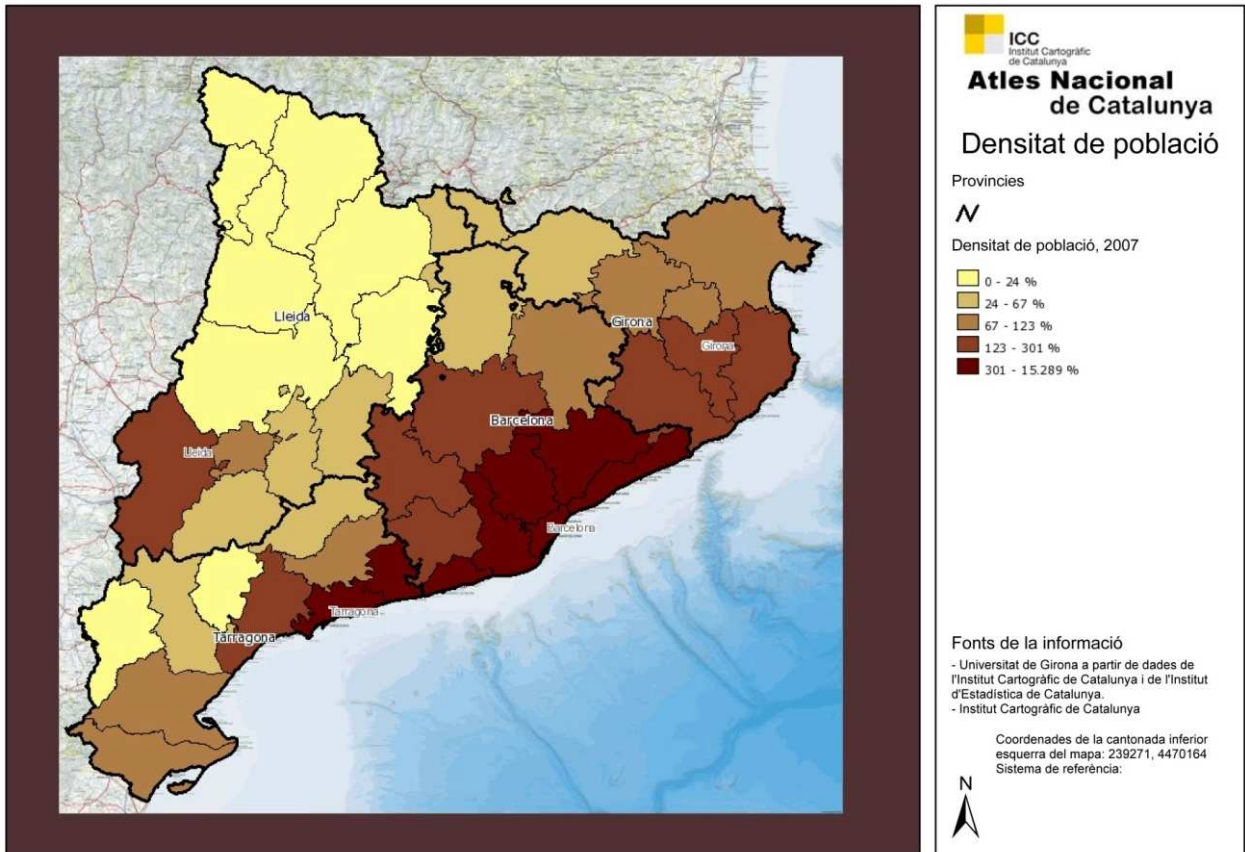 Lleida
Girona
Girona
Barcelona
Lleida
Barcelona
Tarragona
Tarragona
ICC
Institut Cartogràfic
de Catalunya
Atles Nacional
de Catalunya
Densitat de població
Provincies
Densitat de població, 2007
0 - 24 %
24 - 67 %
67 - 123 %
123 - 301 %
301 - 15.289 %
Fonts de la informació
- Universitat de Girona a partir de dades de
l'Institut Cartogràfic de Catalunya i de l'Institut
d'Estadística de Catalunya.
- Institut Cartogràfic de Catalunya
Coordenades de la cantonada inferior
esquerra del mapa: 239271, 4470164
Sistema de referència:
N